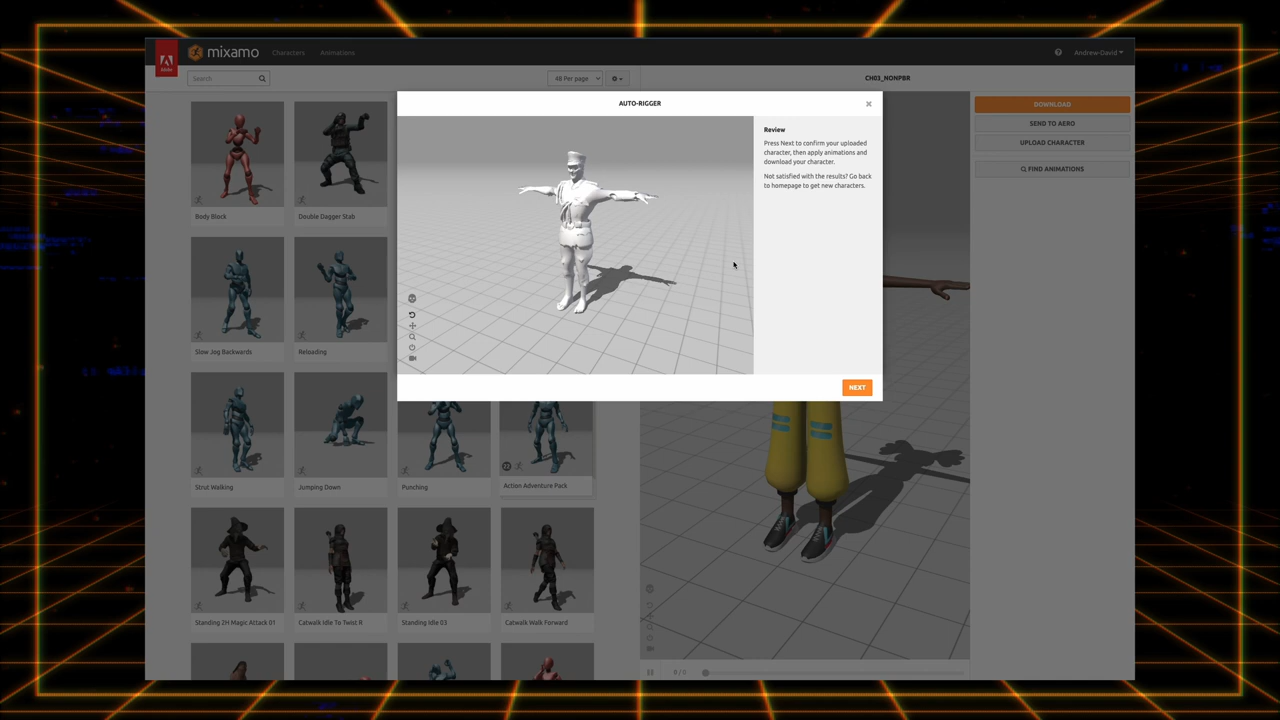 Adobe
mixamo
Characters
Animations
Andrew-David
Search
48 Per page
CH03_NONPBR
AUTO-RIGGER
DOWNLOAD
SEND TO AERO
UPLOAD CHARACTER
FIND ANIMATIONS
Review
Press Next to confirm your uploaded
character, then apply animations and
download your character.
Not satisfied with the results? Go back
to homepage to get new characters.
NEXT
Body Block
Double Dagger Stab
Slow Jog Backwards
Reloading
Strut Walking
Jumping Down
Punching
Action Adventure Pack
Standing 2H Magic Attack 01
Catwalk Idle To Twist R
Standing Idle 03
Catwalk Walk Forward